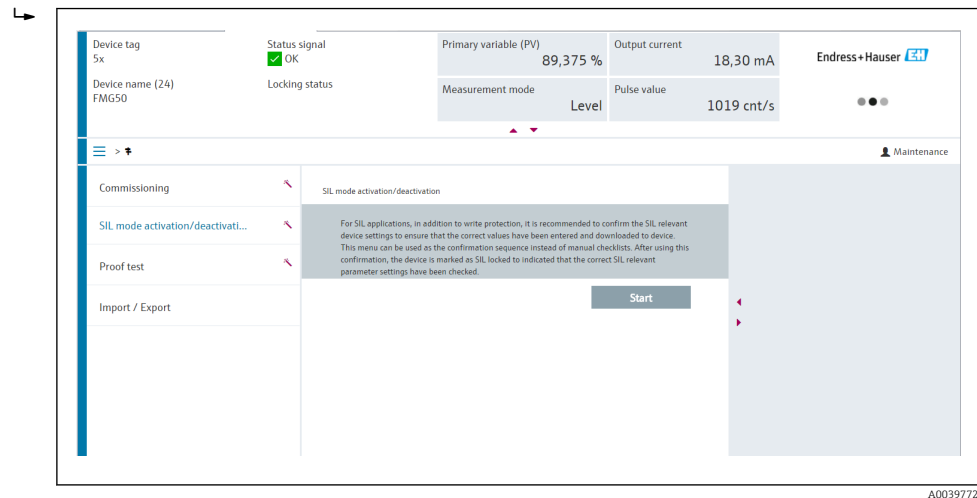 Device tag
5x
Status signal
OK
Primary variable (PV)
89,375 %
Output current
18,30 mA
Endress+Hauser EH
Device name (24)
FMG50
Locking status
Measurement mode
Level
Pulse value
1019 cnt/s
>
Maintenance
Commissioning
SIL mode activation/deactivati...
Proof test
Import / Export
SIL mode activation/deactivation
For SIL applications, in addition to write protection, it is recommended to confirm the SIL relevant
device settings to ensure that the correct values have been entered and downloaded to device.
This menu can be used as the confirmation sequence instead of manual checklists. After using this
confirmation, the device is marked as SIL locked to indicated that the correct SIL relevant
parameter settings have been checked.
Start
A0039772